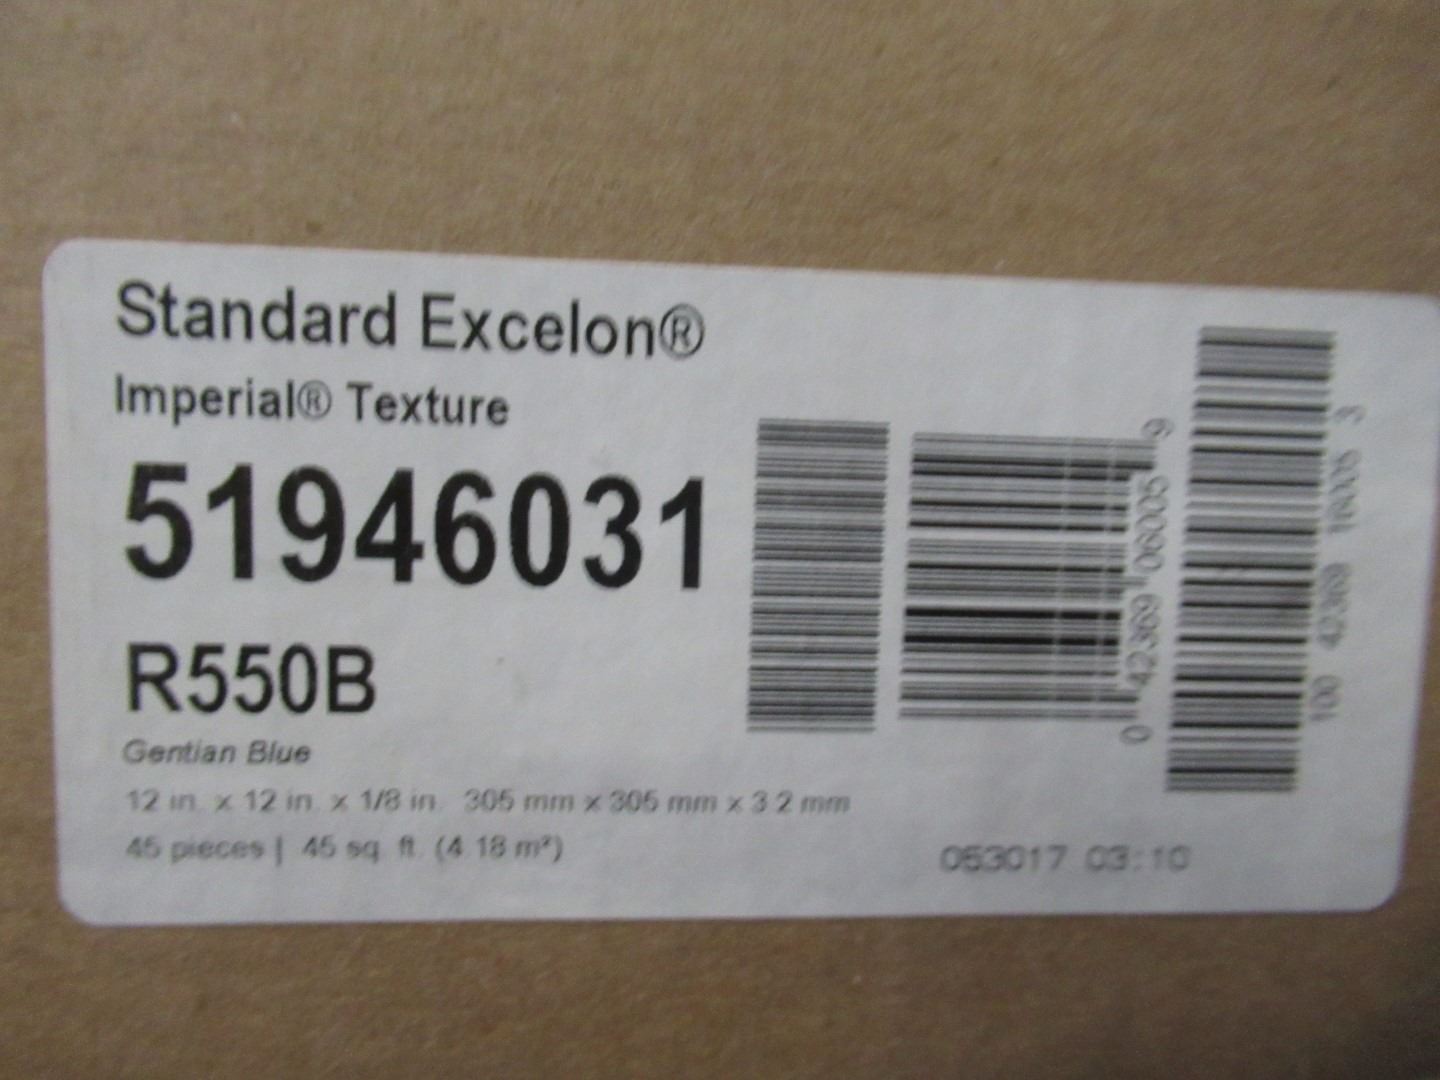 Standard Excelon®
Imperial® Texture
51946031
R550B
Gentian Blue
12 in. x 12 in. x 1/8 in. 305 mm x 305 mm x 3.2 mm
45 pieces | 45 sq. ft. (4.18 m²)
0 42369 06005 9
100 42369
3
053017 03:10